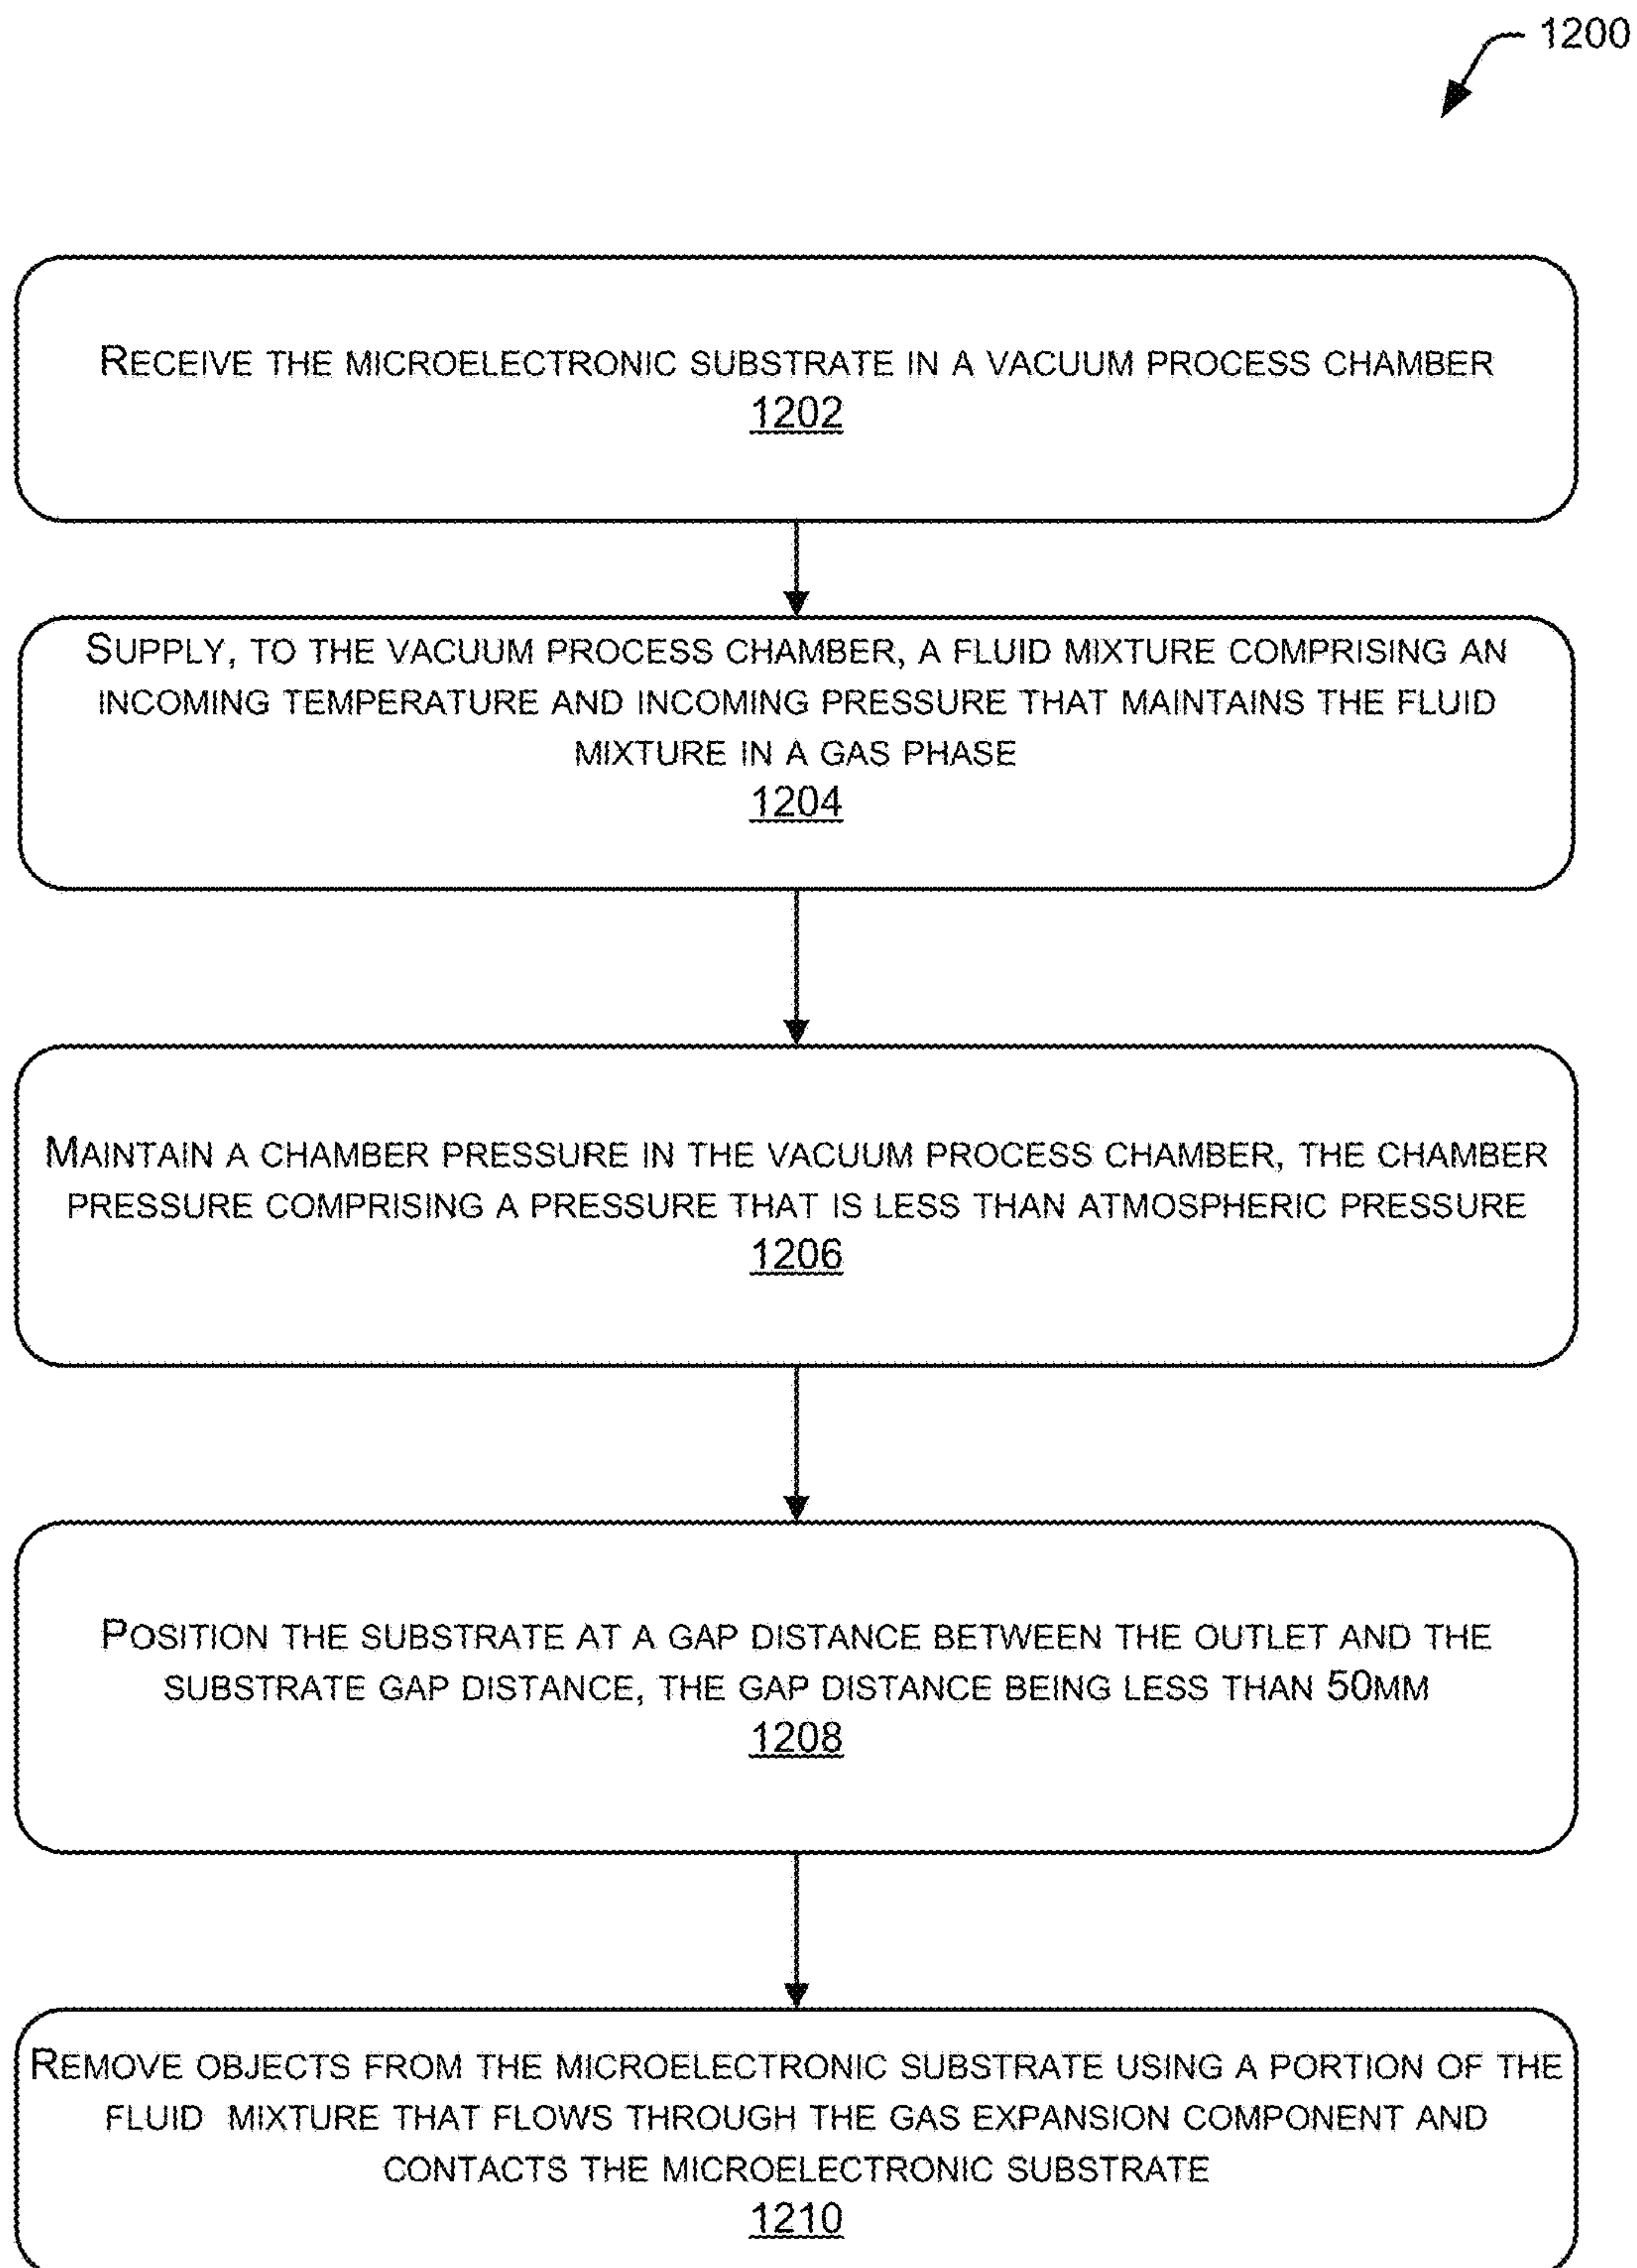 1200
RECEIVE THE MICROELECTRONIC SUBSTRATE IN A VACUUM PROCESS CHAMBER
1202
SUPPLY, TO THE VACUUM PROCESS CHAMBER, A FLUID MIXTURE COMPRISING AN
INCOMING TEMPERATURE AND INCOMING PRESSURE THAT MAINTAINS THE FLUID
MIXTURE IN A GAS PHASE
1204
MAINTAIN A CHAMBER PRESSURE IN THE VACUUM PROCESS CHAMBER, THE CHAMBER
PRESSURE COMPRISING A PRESSURE THAT IS LESS THAN ATMOSPHERIC PRESSURE
1206
POSITION THE SUBSTRATE AT A GAP DISTANCE BETWEEN THE OUTLET AND THE
SUBSTRATE GAP DISTANCE, THE GAP DISTANCE BEING LESS THAN 50MM
1208
REMOVE OBJECTS FROM THE MICROELECTRONIC SUBSTRATE USING A PORTION OF THE
FLUID MIXTURE THAT FLOWS THROUGH THE GAS EXPANSION COMPONENT AND
CONTACTS THE MICROELECTRONIC SUBSTRATE
1210